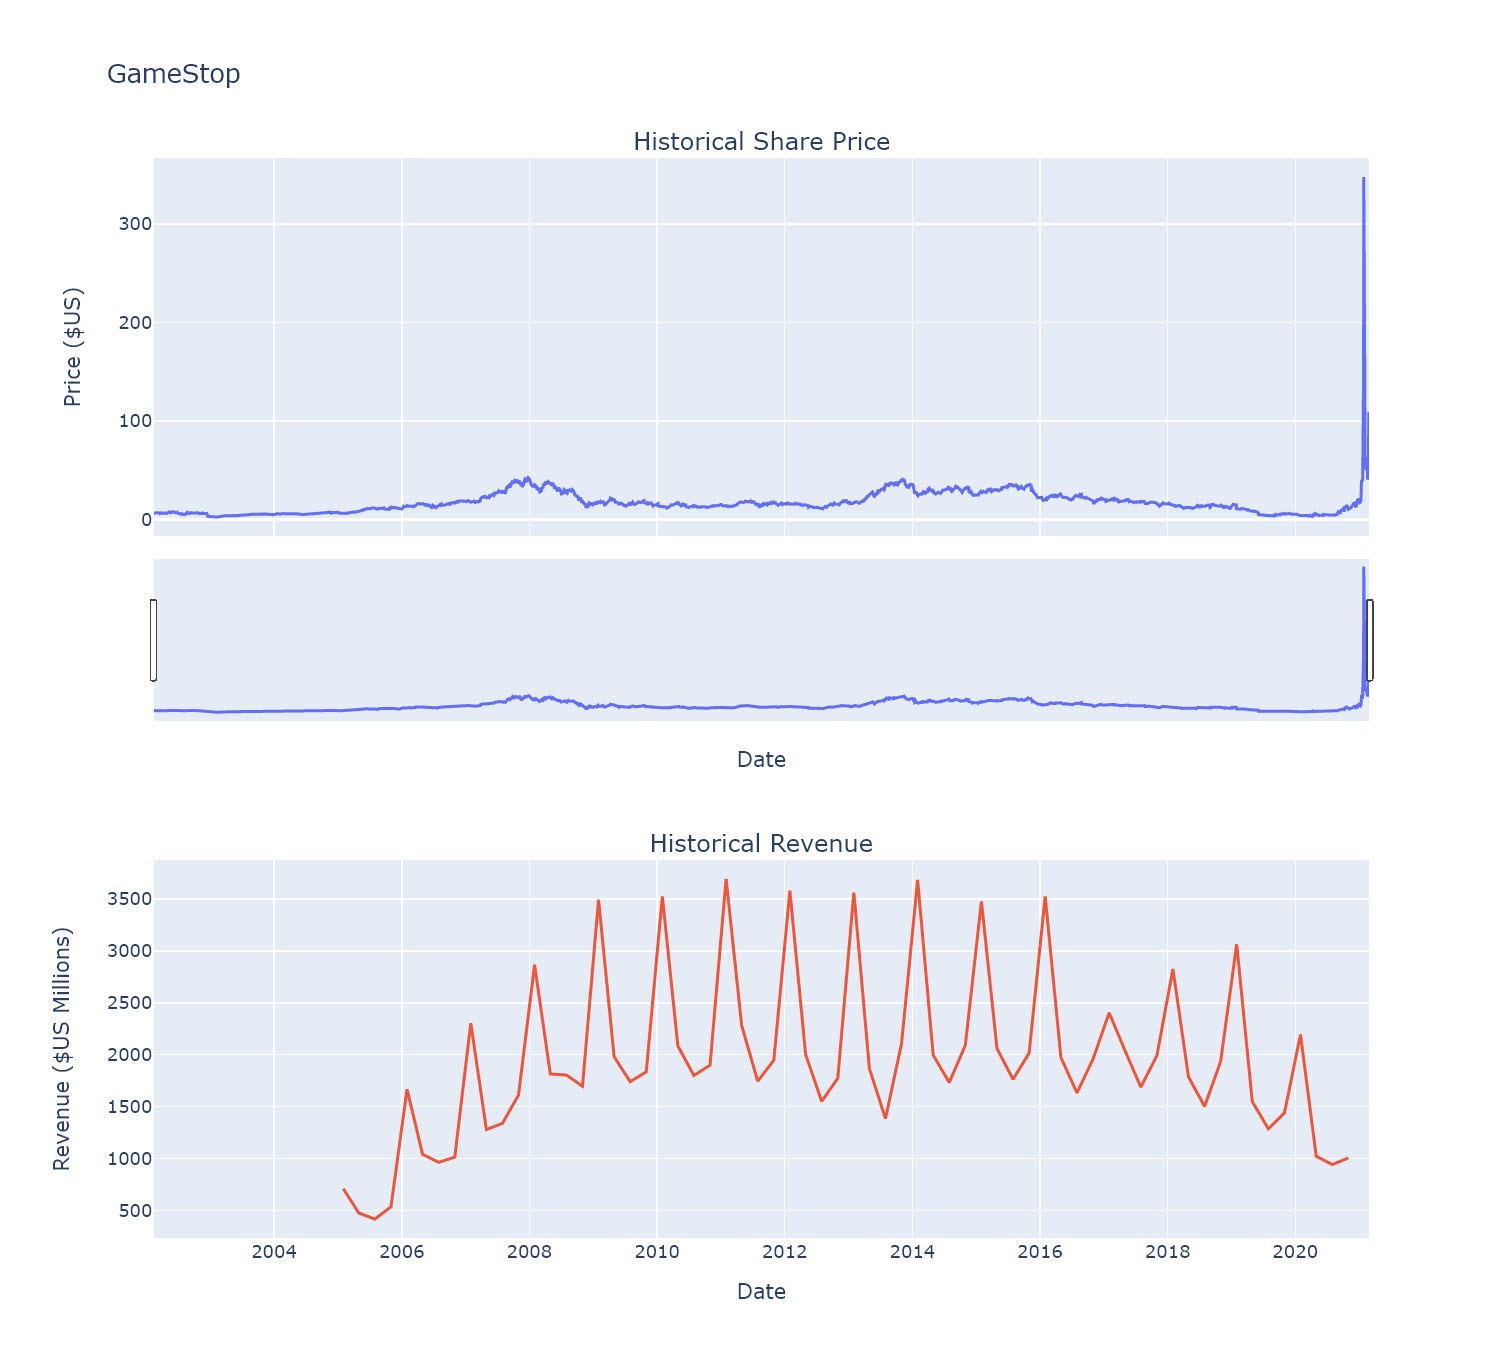 GameStop
Historical Share Price
300
200
100
0
Price ($US)
Date
Historical Revenue
3500
3000
2500
2000
1500
1000
500
Revenue ($US Millions)
2004 2006 2008 2010 2012 2014 2016 2018 2020
Date